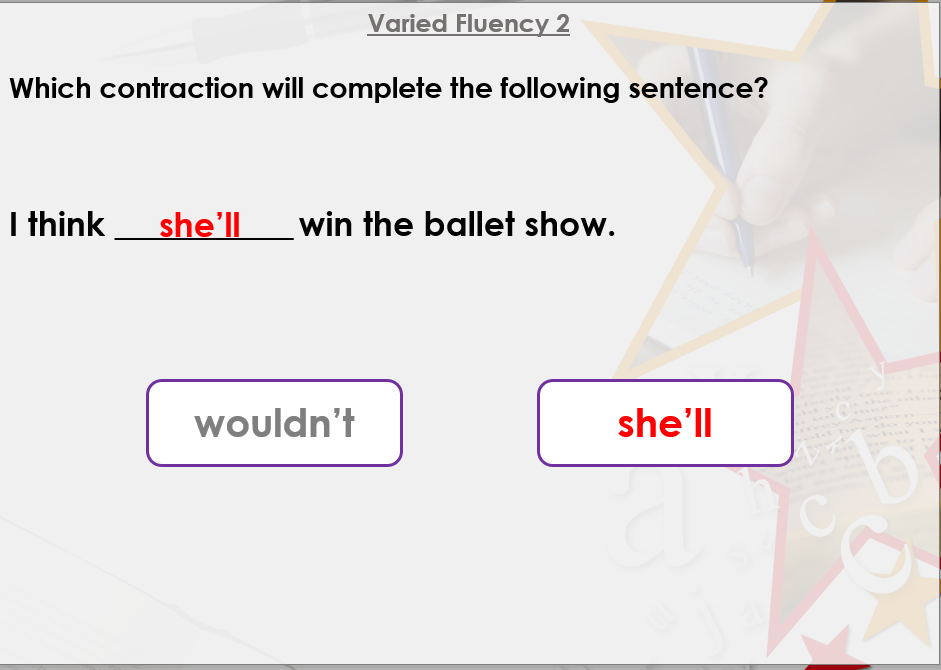 Varied Fluency 2
Which contraction will complete the following sentence?
I think she’ll win the ballet show.
wouldn’t
she’ll